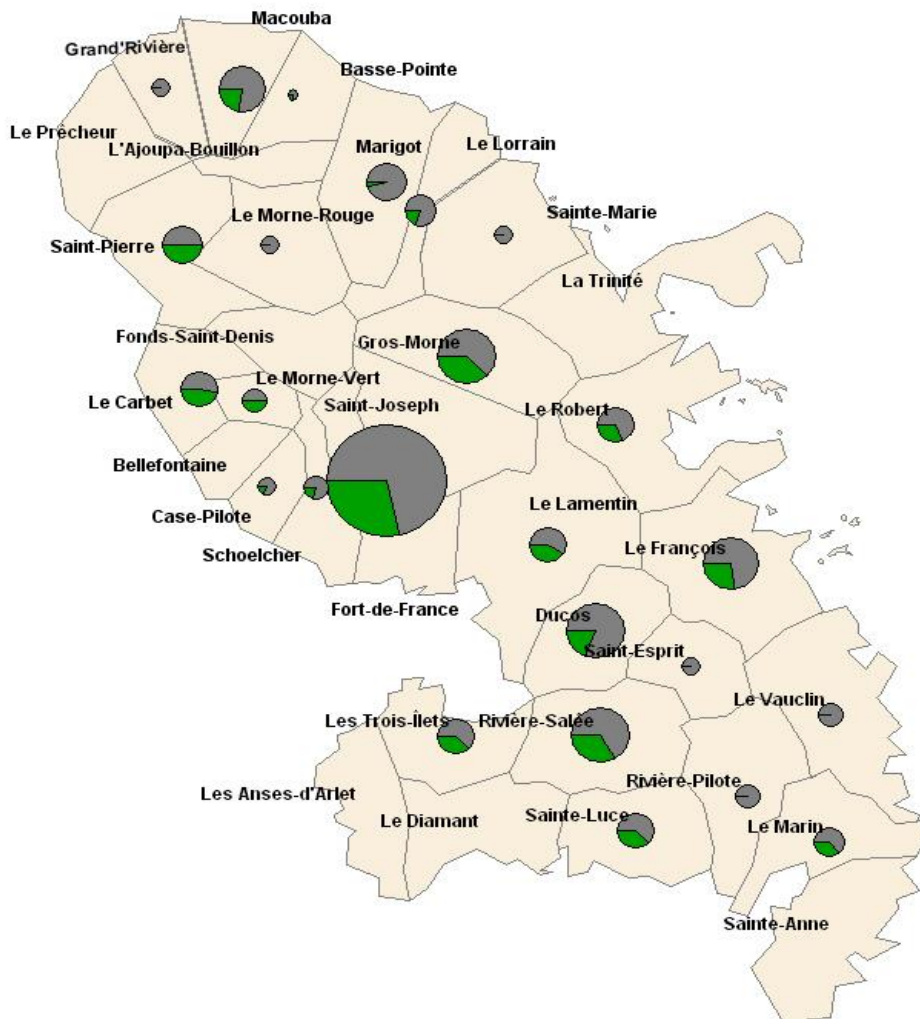 Macouba
Grand'Rivière
Basse-Pointe
Le Prêcheur
L'Ajoupa-Bouillon
Marigot
Le Lorrain
Le Morne-Rouge
Sainte-Marie
Saint-Pierre
La Trinité
Fonds-Saint-Denis
Gros-Morne
Le Morne-Vert
Le Carbet
Saint-Joseph
Le Robert
Bellefontaine
Case-Pilote
Le Lamentin
Schoelcher
Le François
Fort-de-France
Ducos
Saint-Esprit
Le Vauclin
Les Trois-Îlets
Rivière-Salée
Rivière-Pilote
Les Anses-d'Arlet
Le Diamant
Sainte-Luce
Le Marin
Sainte-Anne